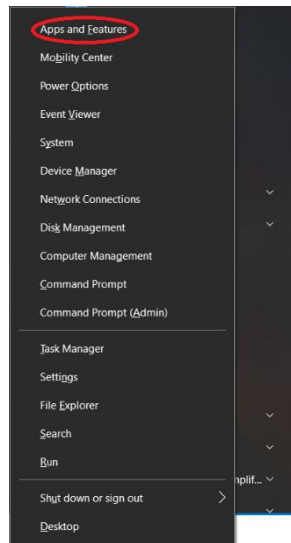 Apps and Features
Mobility Center
Power Options
Event Viewer
System
Device Manager
Network Connections
Disk Management
Computer Management
Command Prompt
Command Prompt (Admin)
Task Manager
Settings
File Explorer
Search
Run
nplif...
Shut down or sign out
Desktop